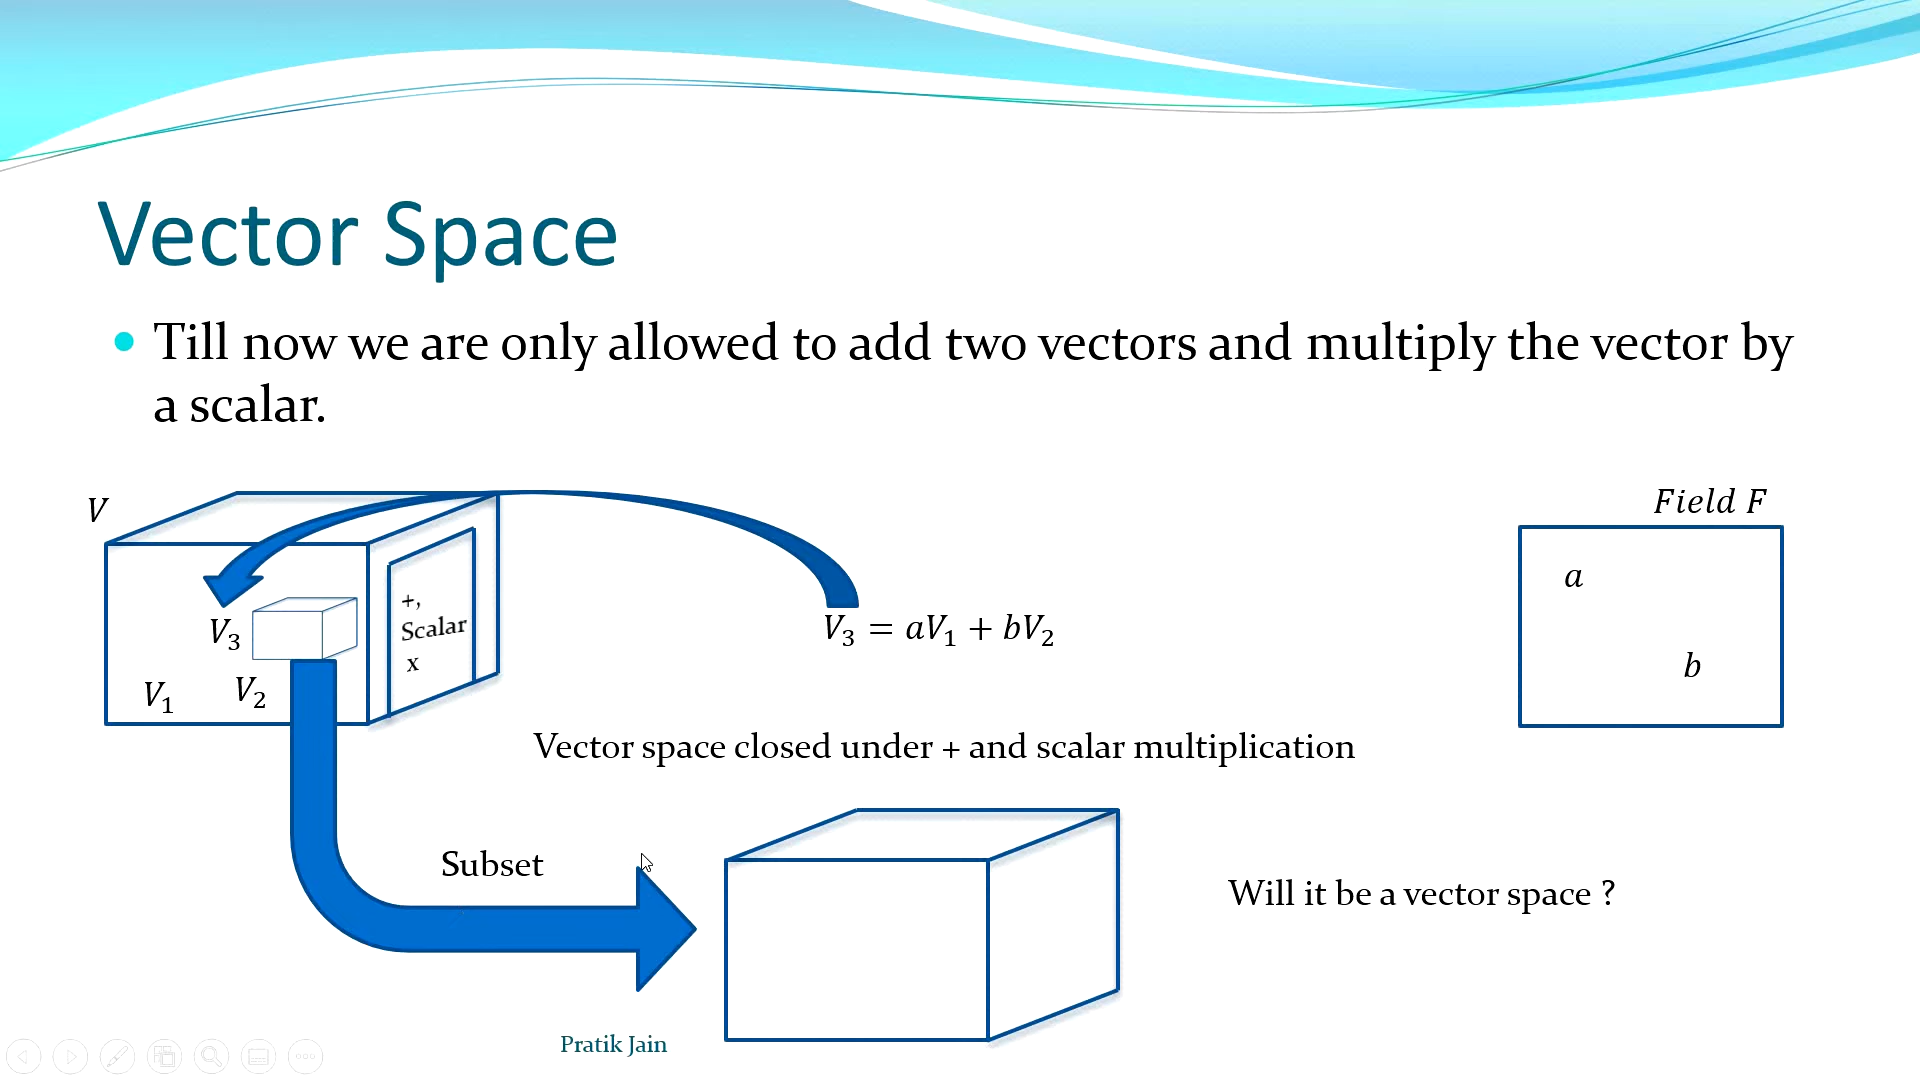 Vector Space
Till now we are only allowed to add two vectors and multiply the vector by
a scalar.
V
Field F
a
+,
Scalar
x
V₃
V₃ = aV₁ + bV₂
b
V₁
V₂
Vector space closed under + and scalar multiplication
Subset
Will it be a vector space ?
Pratik Jain